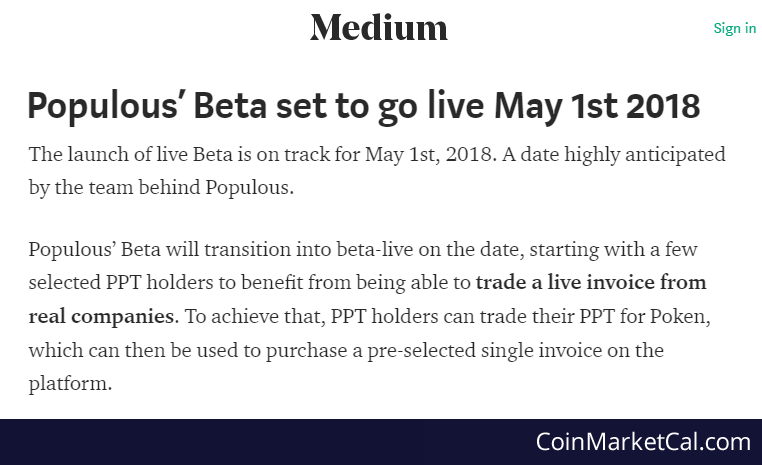 Medium
Sign in
Populous’ Beta set to go live May 1st 2018
The launch of live Beta is on track for May 1st, 2018. A date highly anticipated
by the team behind Populous.
Populous’ Beta will transition into beta-live on the date, starting with a few
selected PPT holders to benefit from being able to trade a live invoice from
real companies. To achieve that, PPT holders can trade their PPT for Poken,
which can then be used to purchase a pre-selected single invoice on the
platform.
CoinMarketCal.com